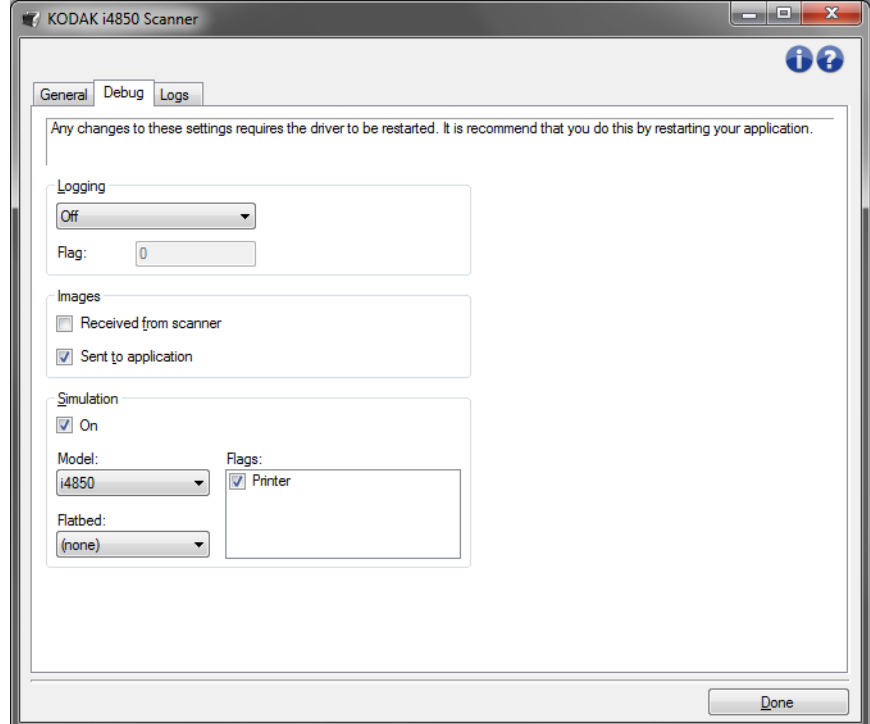 KODAK i4850 Scanner
General Debug Logs
Any changes to these settings requires the driver to be restarted. It is recommend that you do this by restarting your application.
Logging
Off
Flag: 0
Images
Received from scanner
Sent to application
Simulation
On
Model: Flags:
i4850 Printer
Flatbed:
(none)
Done